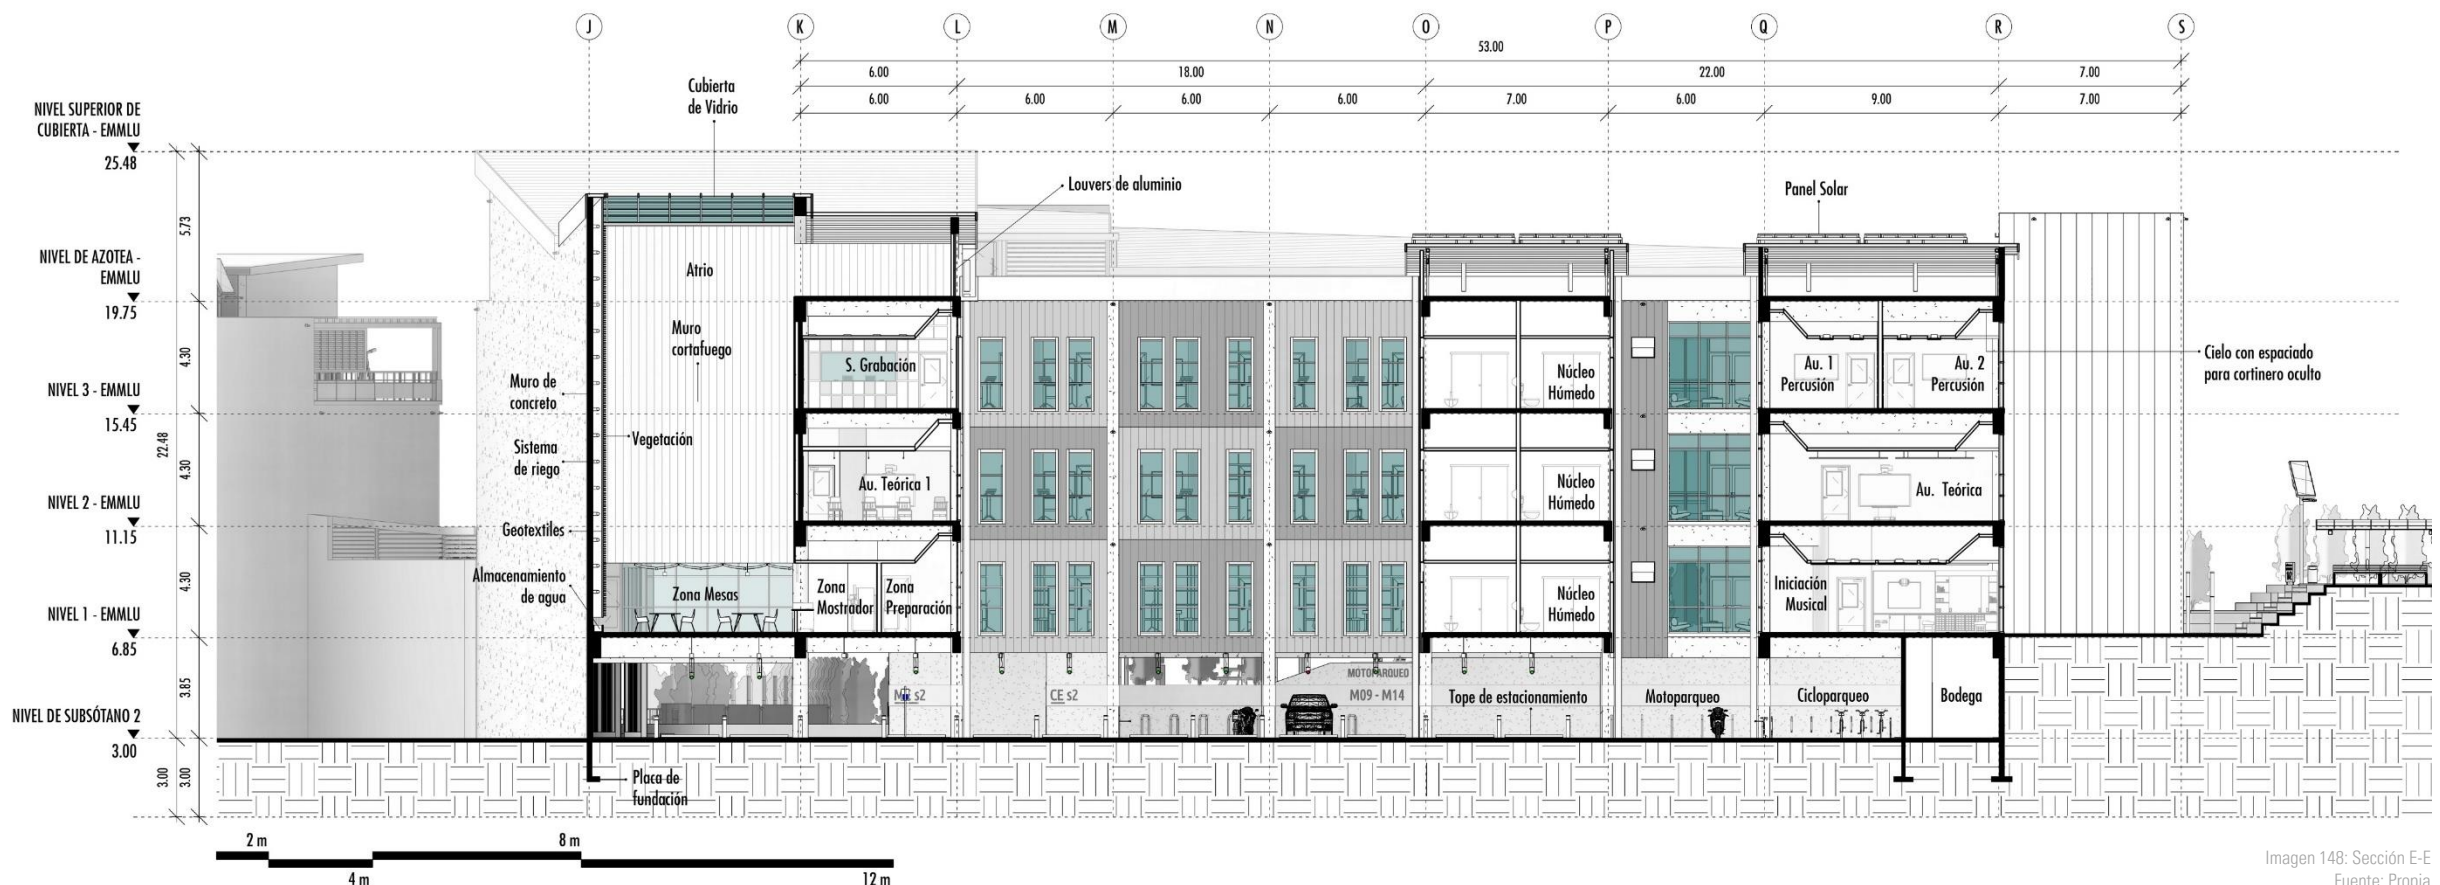 J K L M N O P Q R S
53.00
6.00 18.00 22.00 7.00
6.00 6.00 6.00 6.00 7.00 6.00 9.00 7.00
Cubierta
de Vidrio
NIVEL SUPERIOR DE
CUBIERTA - EMMLU
25.48
Louvers de aluminio
Panel Solar
5.73
NIVEL DE AZOTEA -
EMMLU
19.75
Atrio
Muro
cortafuego
4.30
S. Grabación
Núcleo
Húmedo
Au. 1
Percusión
Au. 2
Percusión
Cielo con espaciado
para cortinero oculto
NIVEL 3 - EMMLU
15.45
Muro de
concreto
22.48
4.30
Sistema
de riego
Vegetación
Au. Teórica 1
Núcleo
Húmedo
Au. Teórica
NIVEL 2 - EMMLU
11.15
Geotextiles
4.30
Almacenamiento
de agua
Zona Mesas
Zona
Mostrador
Zona
Preparación
Núcleo
Húmedo
Iniciación
Musical
NIVEL 1 - EMMLU
6.85
3.85
s2
CE s2
MOTOPARQUEO
M09 - M14
Tope de estacionamiento
Motoparqueo
Cicloparqueo
Bodega
NIVEL DE SUBSÓTANO 2
3.00
3.00
3.00
Placa de
fundación
2 m 8 m
4 m 12 m
Imagen 148: Sección E-E
Fuente: Propia